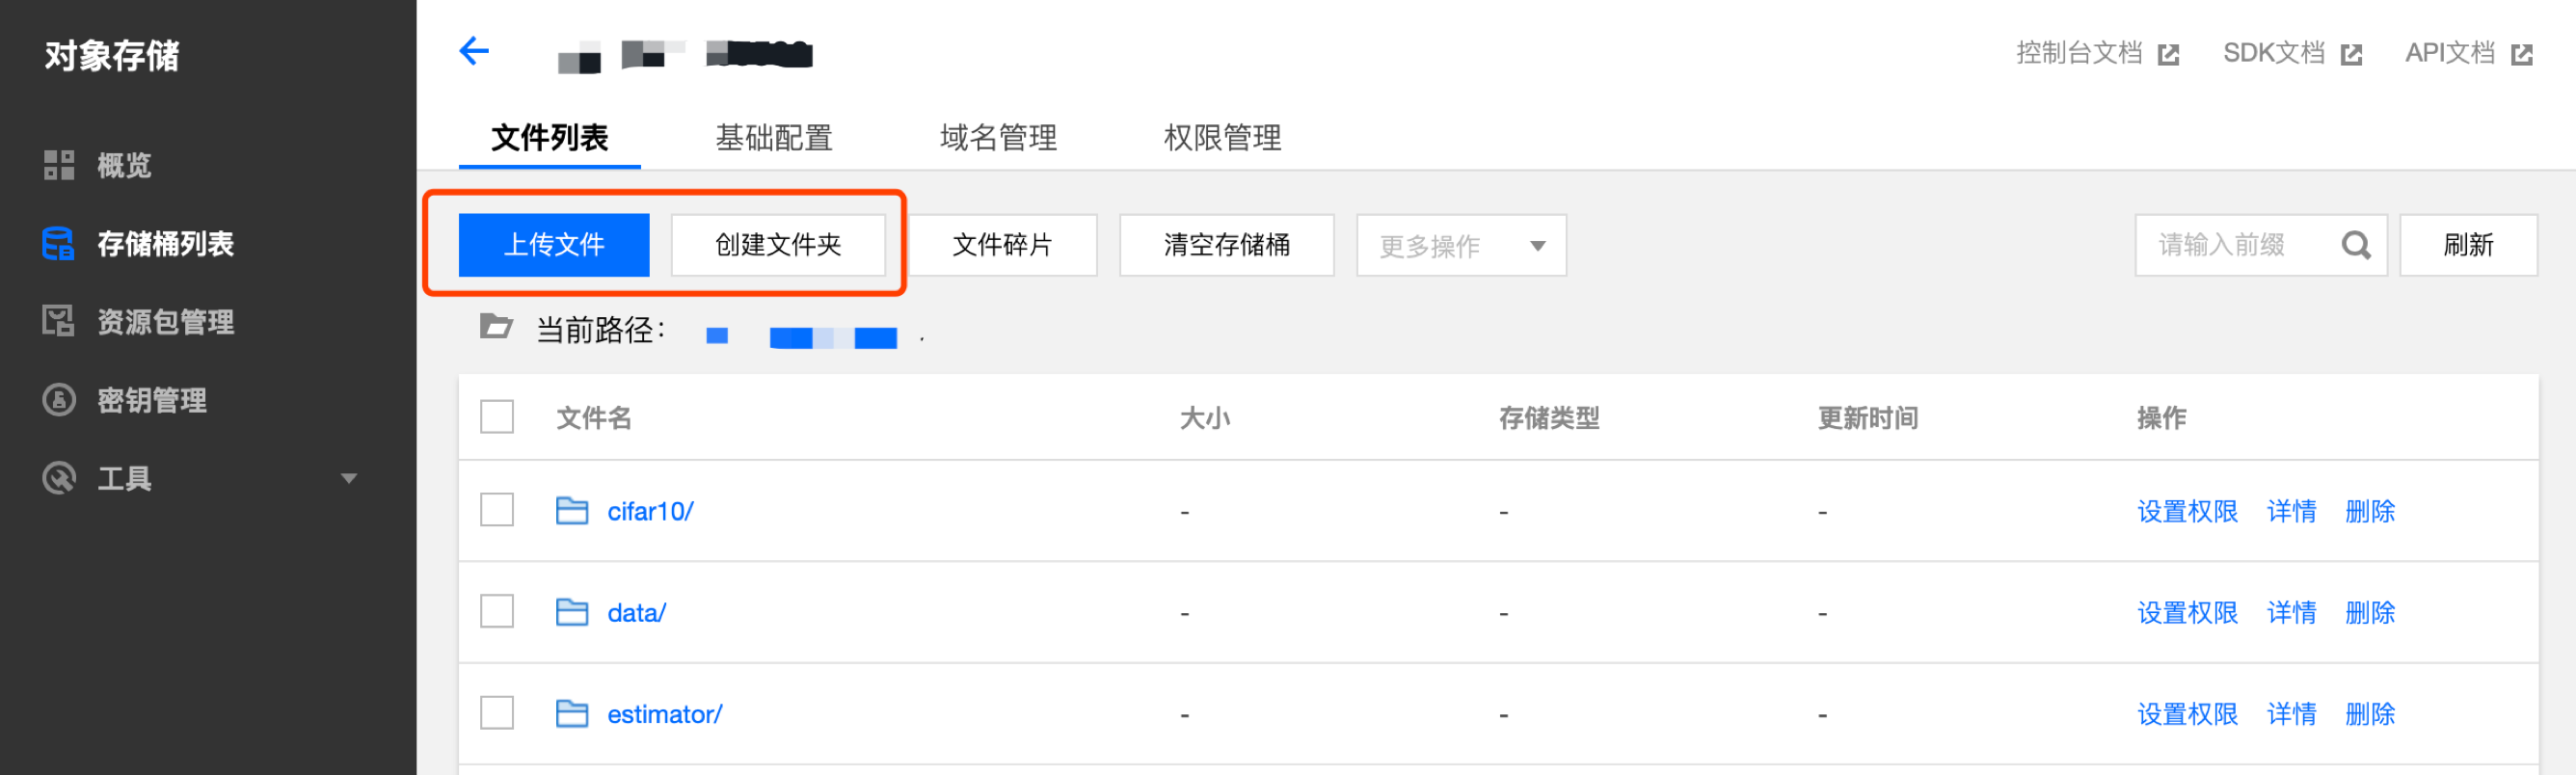 对象存储
概览
存储桶列表
资源包管理
密钥管理
工具
控制台文档 SDK文档 API文档
文件列表 基础配置 域名管理 权限管理
上传文件 创建文件夹 文件碎片 清空存储桶 更多操作 请输入前缀 刷新
当前路径：
文件名 大小 存储类型 更新时间 操作
cifar10/ - - - 设置权限 详情 删除
data/ - - - 设置权限 详情 删除
estimator/ - - - 设置权限 详情 删除